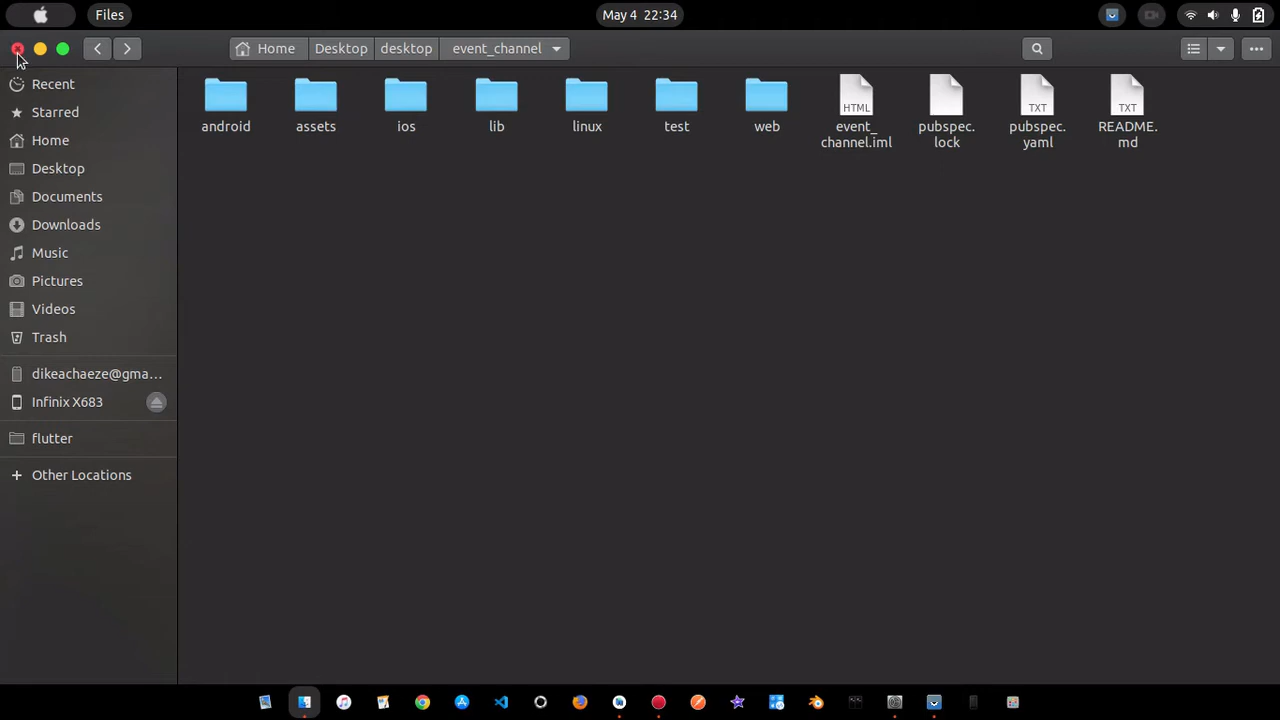 Files
May 4 22:34
Home
Desktop
desktop
event_channel
Recent
Starred
Home
Desktop
Documents
Downloads
Music
Pictures
Videos
Trash
dikeachaeze@gma...
Infinix X683
flutter
Other Locations
android
assets
ios
lib
linux
test
web
HTML
event_
channel.iml
pubspec.
lock
TXT
pubspec.
yaml
TXT
README.
md